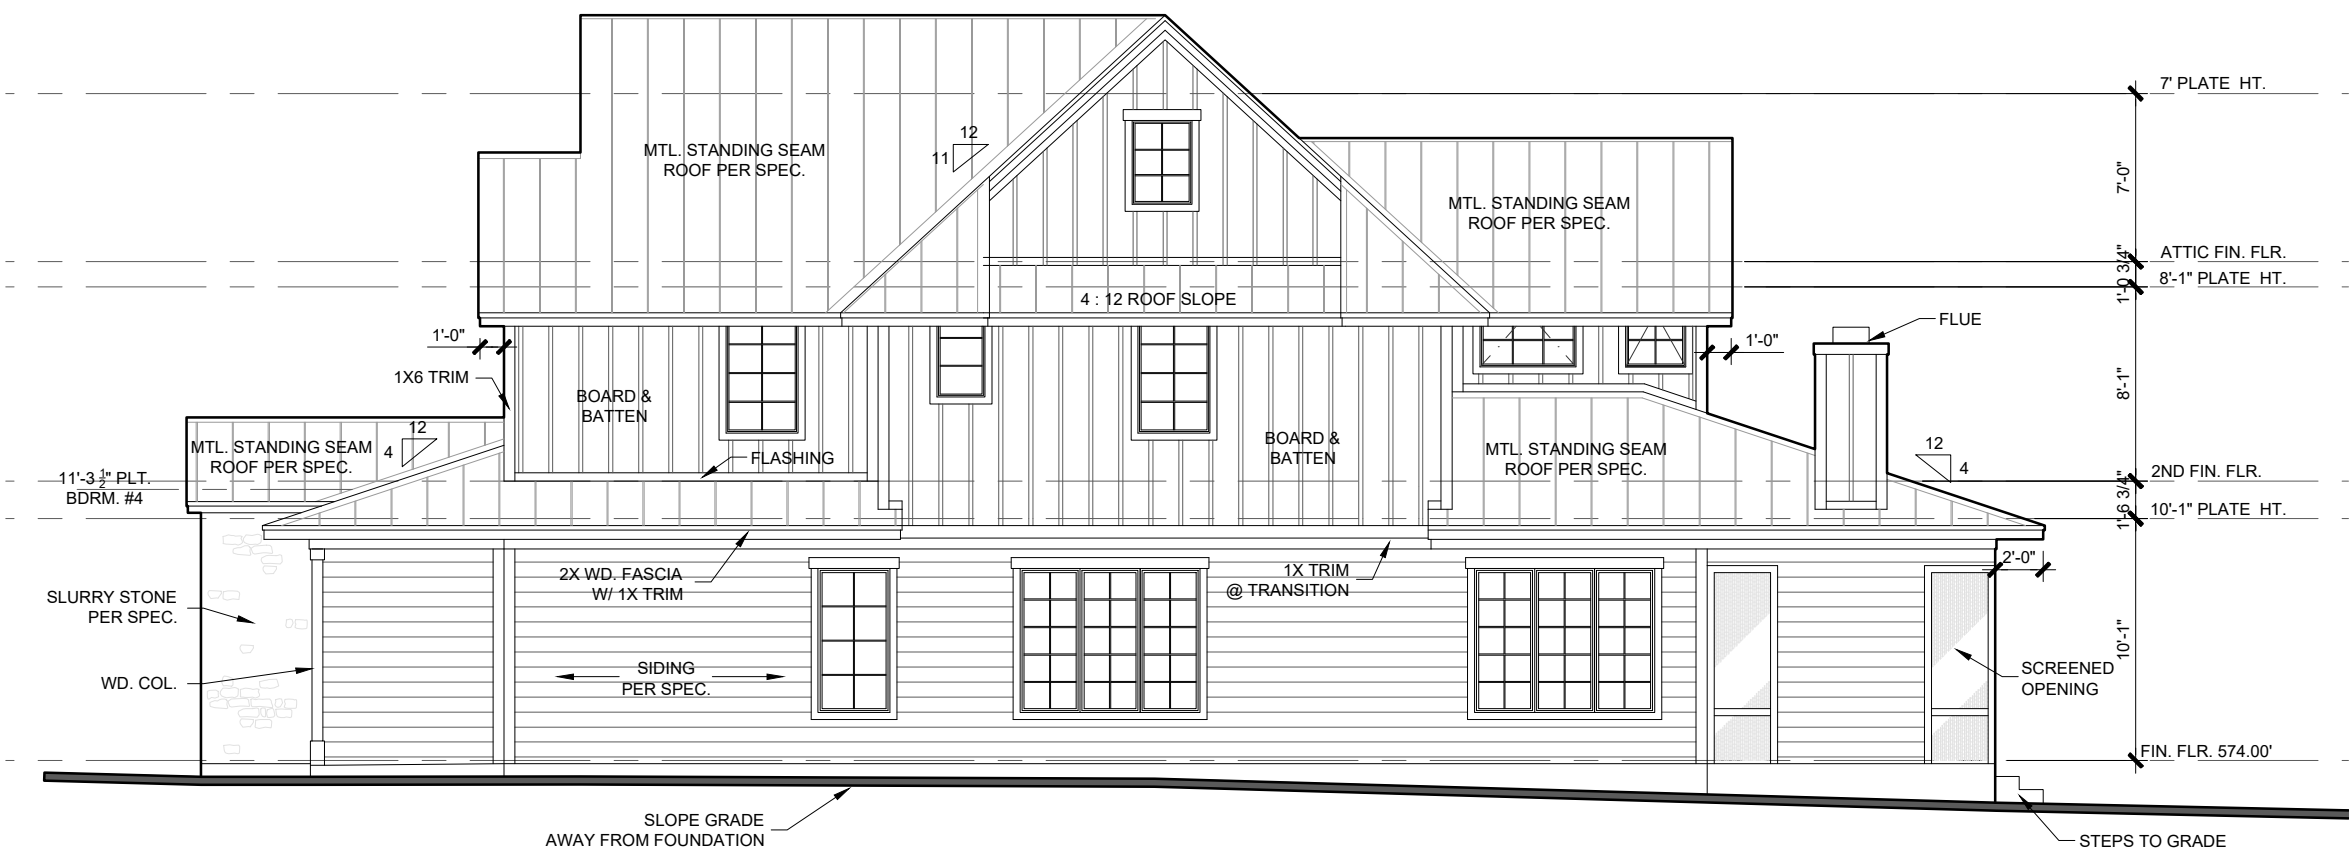 7' PLATE HT.
12
11
MTL. STANDING SEAM
ROOF PER SPEC.
7'-0"
MTL. STANDING SEAM
ROOF PER SPEC.
ATTIC FIN. FLR.
1'-0 3/4"
8'-1" PLATE HT.
4 : 12 ROOF SLOPE
FLUE
1'-0"
1'-0"
1X6 TRIM
8'-1"
BOARD &
BATTEN
12
4
MTL. STANDING SEAM
ROOF PER SPEC.
BOARD &
BATTEN
MTL. STANDING SEAM
ROOF PER SPEC.
12
4
FLASHING
11'-3 1/2" PLT.
BDRM. #4
2ND FIN. FLR.
1'-6 3/4"
10'-1" PLATE HT.
2'-0"
2X WD. FASCIA
W/ 1X TRIM
1X TRIM
@ TRANSITION
SLURRY STONE
PER SPEC.
10'-1"
WD. COL.
SIDING
PER SPEC.
SCREENED
OPENING
FIN. FLR. 574.00'
SLOPE GRADE
AWAY FROM FOUNDATION
STEPS TO GRADE